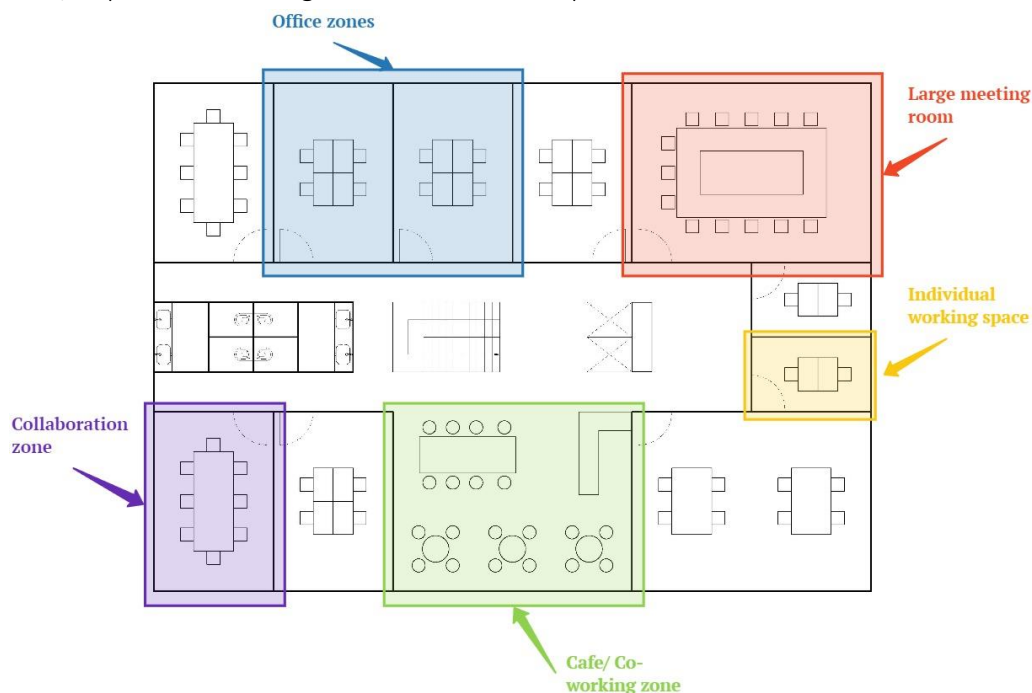 Office zones
Large meeting
room
Individual
working space
Collaboration
zone
Cafe/ Co-
working zone